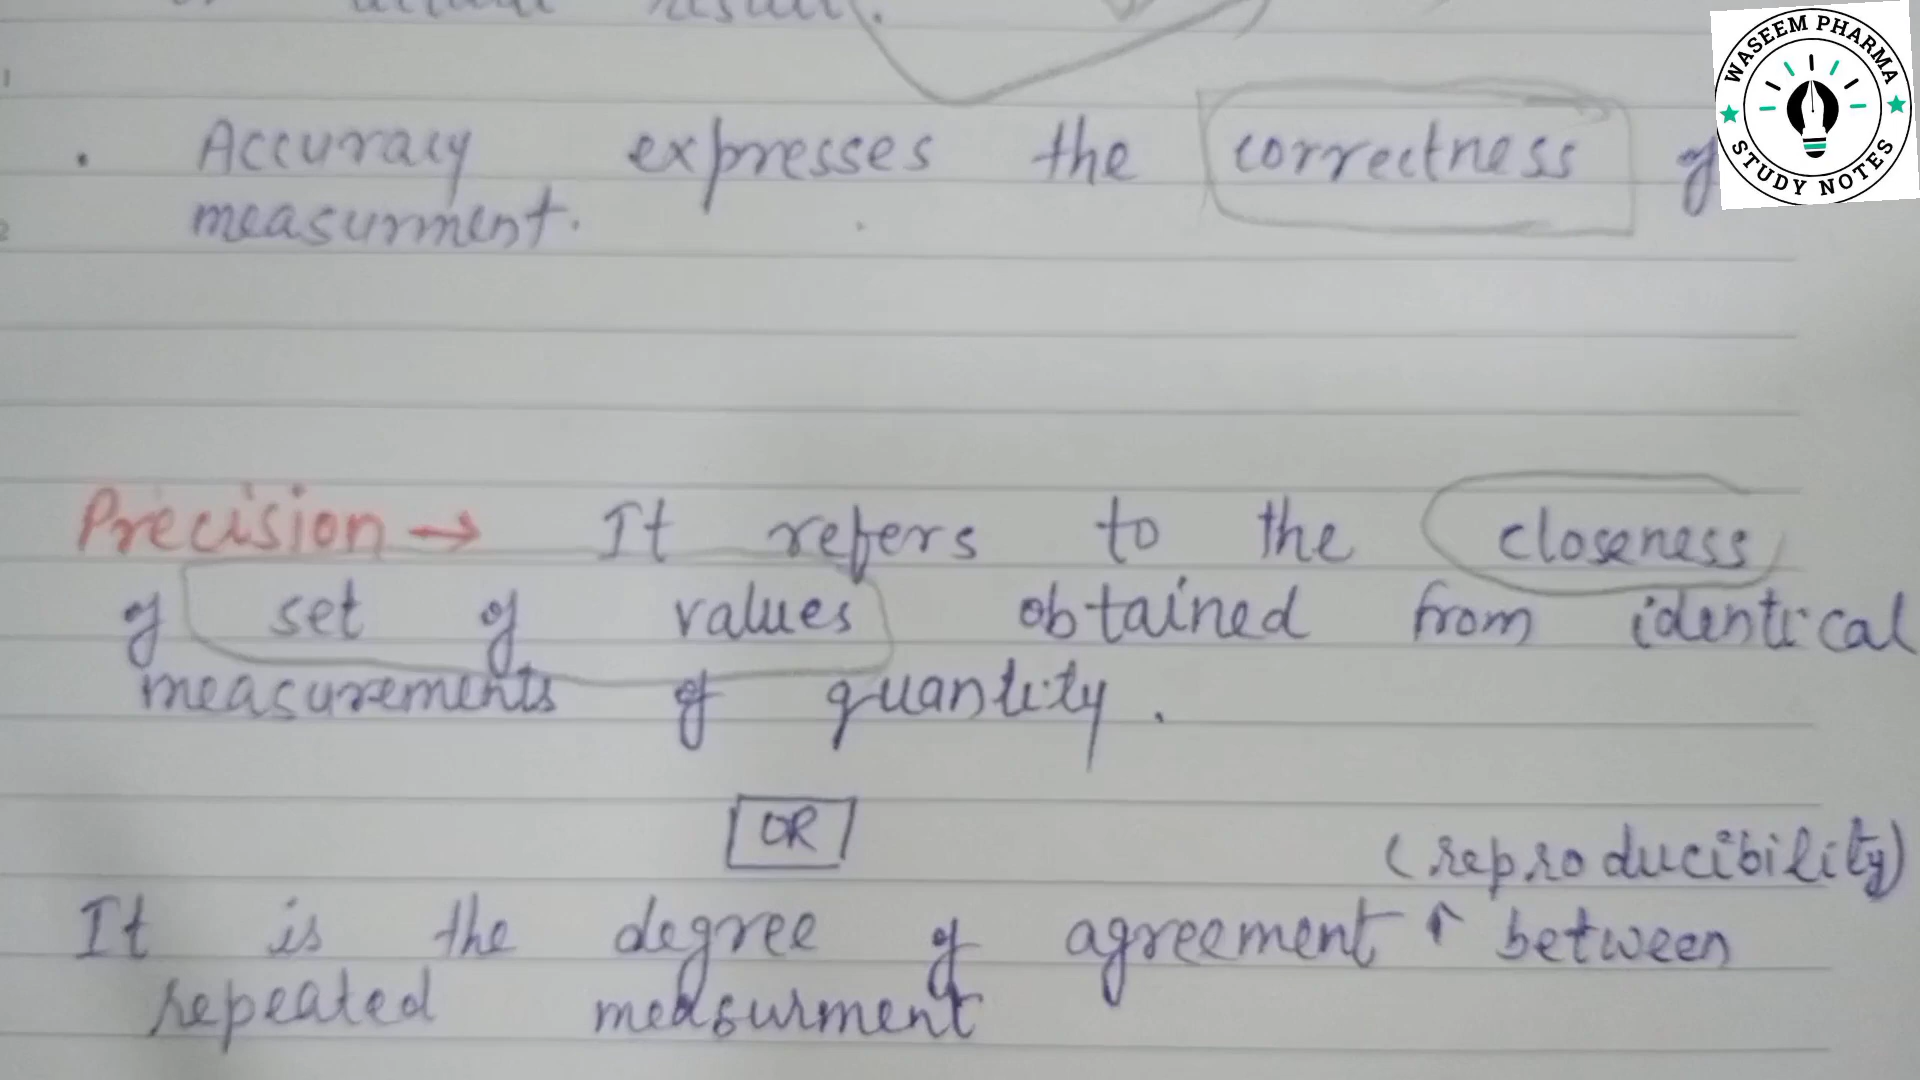 result.
. Accuracy expresses the correctness of
measurment.
Precision → It refers to the closeness
of set of values obtained from identical
measurements of quantity.
OR
(reproducibility)
It is the degree of agreement ↑ between
repeated measurment
WASEEM PHARMA
STUDY NOTES